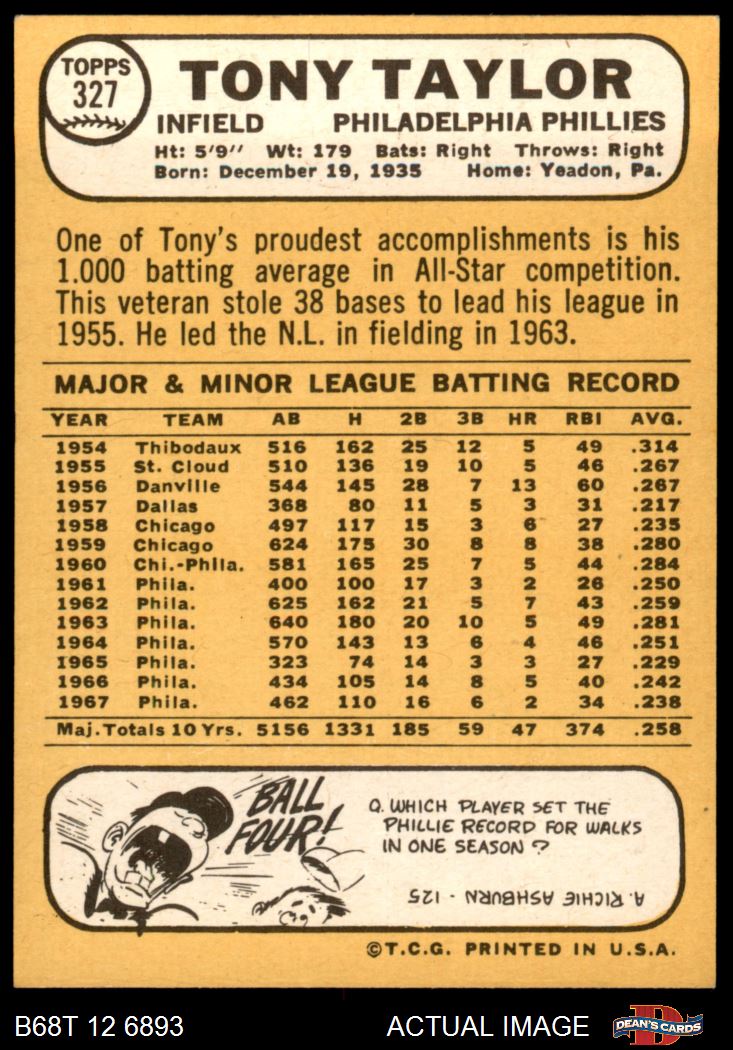 TOPPS
327
TONY TAYLOR
INFIELD PHILADELPHIA PHILLIES
Ht: 5'9" Wt: 179 Bats: Right Throws: Right
Born: December 19, 1935 Home: Yeadon, Pa.
One of Tony's proudest accomplishments is his
1.000 batting average in All-Star competition.
This veteran stole 38 bases to lead his league in
1955. He led the N.L. in fielding in 1963.
MAJOR & MINOR LEAGUE BATTING RECORD
YEAR TEAM AB H 2B 3B HR RBI AVG.
1954 Thibodaux 516 162 25 12 5 49 .314
1955 St. Cloud 510 136 19 10 5 46 .267
1956 Danville 544 145 28 7 13 60 .267
1957 Dallas 368 80 11 5 3 31 .217
1958 Chicago 497 117 15 3 6 27 .235
1959 Chicago 624 175 30 8 8 38 .280
1960 Chi.-Phila. 581 165 25 7 5 44 .284
1961 Phila. 400 100 17 3 2 26 .250
1962 Phila. 625 162 21 5 7 43 .259
1963 Phila. 640 180 20 10 5 49 .281
1964 Phila. 570 143 13 6 4 46 .251
1965 Phila. 323 74 14 3 3 27 .229
1966 Phila. 434 105 14 8 5 40 .242
1967 Phila. 462 110 16 6 2 34 .238
Maj. Totals 10 Yrs. 5156 1331 185 59 47 374 .258
BALL
FOUR!
Q. WHICH PLAYER SET THE
PHILLIE RECORD FOR WALKS
IN ONE SEASON?
A. RICHIE ASHBURN - 125
©T.C.G. PRINTED IN U.S.A.
B68T 12 6893 ACTUAL IMAGE DEAN'S CARDS